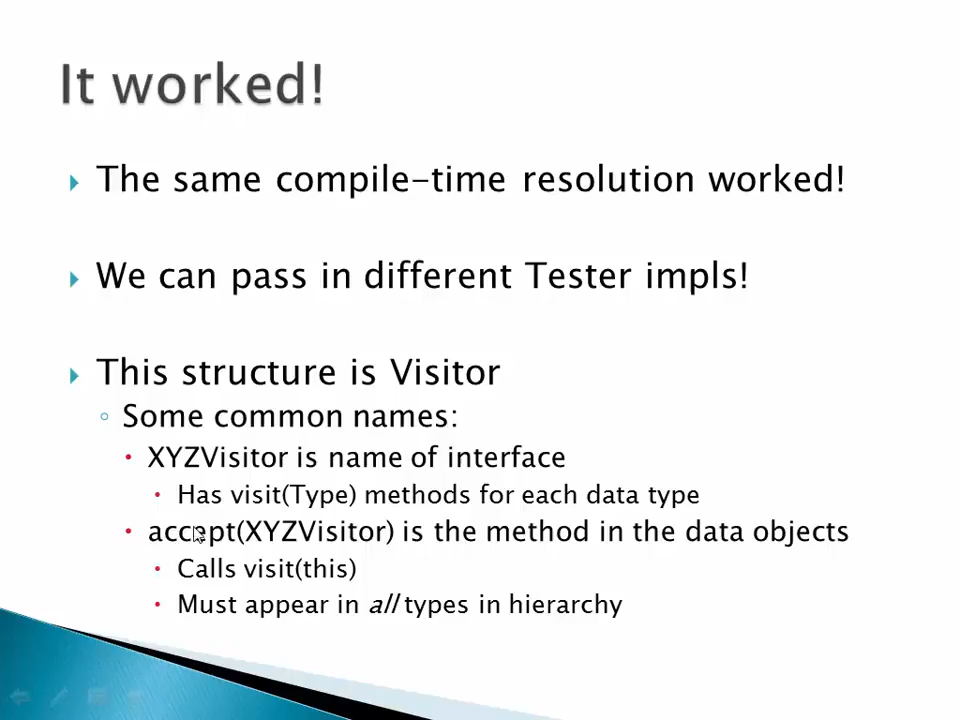 It worked!
The same compile-time resolution worked!
We can pass in different Tester impls!
This structure is Visitor
Some common names:
XYZVisitor is name of interface
Has visit(Type) methods for each data type
accept(XYZVisitor) is the method in the data objects
Calls visit(this)
Must appear in all types in hierarchy